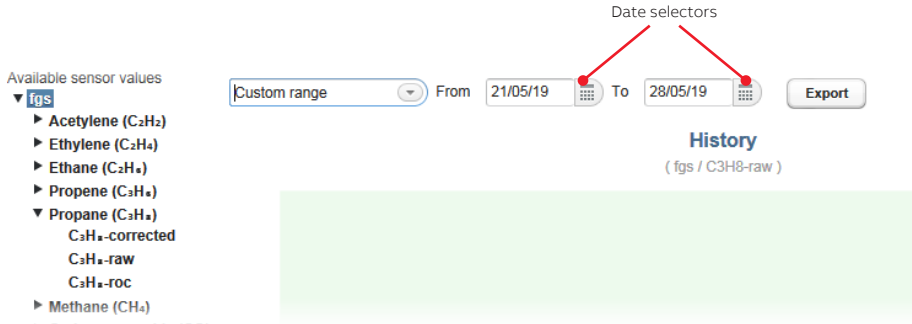 Date selectors
Available sensor values
Custom range
From
21/05/19
To
28/05/19
Export
fgs
Acetylene (C₂H₂)
Ethylene (C₂H₄)
Ethane (C₂H₆)
Propene (C₃H₆)
Propane (C₃H₈)
C₃H₈-corrected
C₃H₈-raw
C₃H₈-roc
Methane (CH₄)
History
( fgs / C3H8-raw )